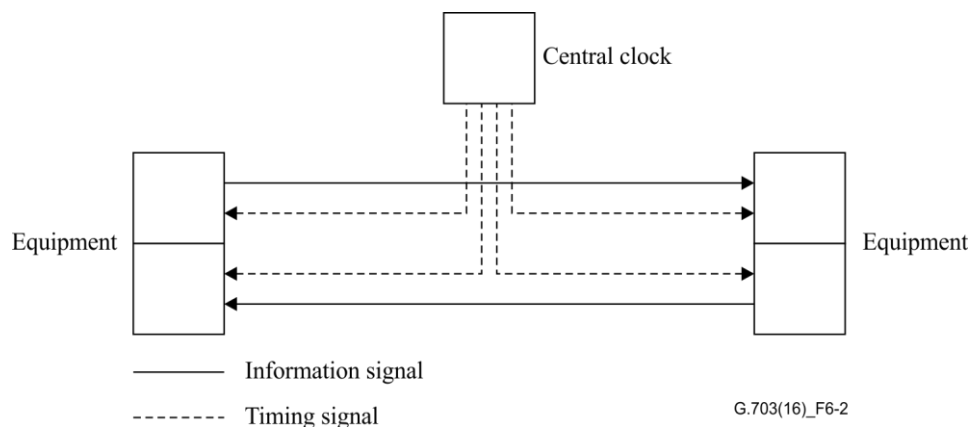 Central clock
Equipment
Equipment
Information signal
Timing signal
G.703(16)_F6-2